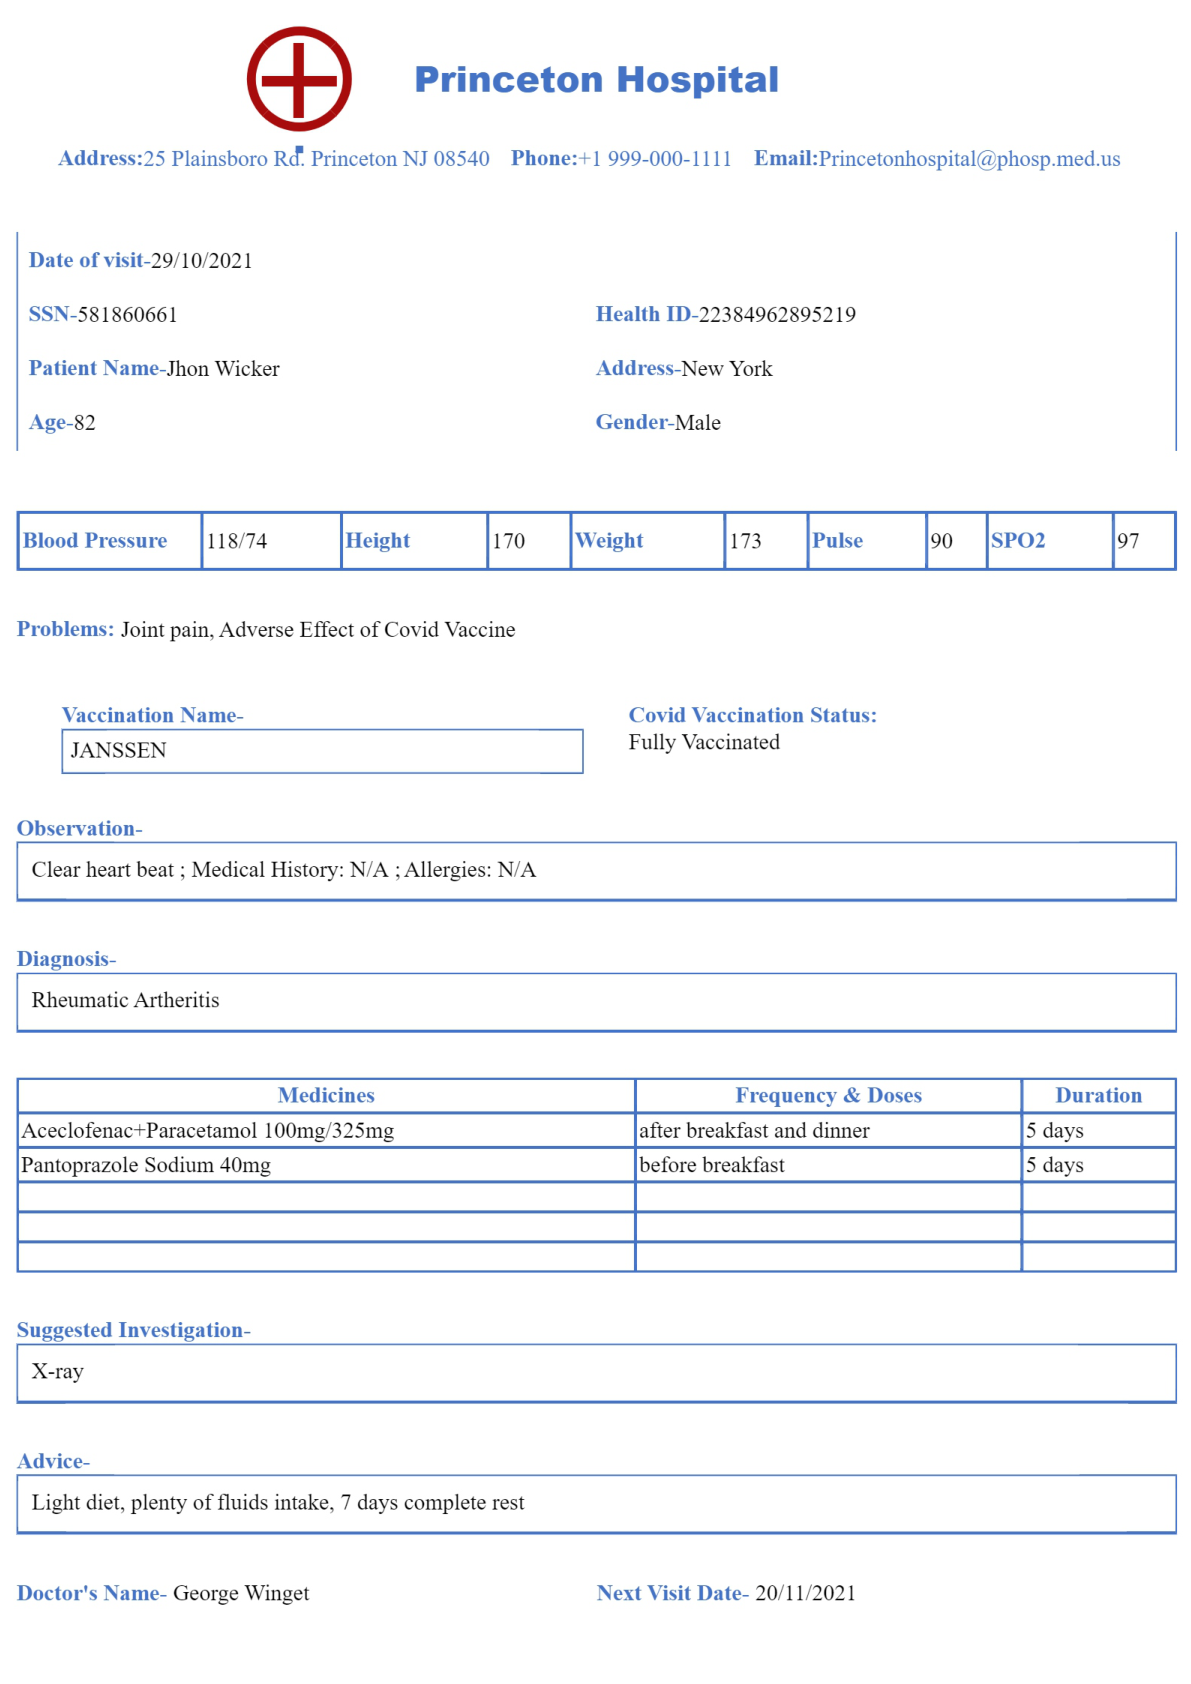 Princeton Hospital
Address:25 Plainsboro Rd. Princeton NJ 08540 Phone:+1 999-000-1111 Email:Princetonhospital@phosp.med.us
Date of visit-29/10/2021
SSN-581860661 Health ID-22384962895219
Patient Name-Jhon Wicker Address-New York
Age-82 Gender-Male
Blood Pressure 118/74 Height 170 Weight 173 Pulse 90 SPO2 97
Problems: Joint pain, Adverse Effect of Covid Vaccine
Vaccination Name- Covid Vaccination Status:
JANSSEN Fully Vaccinated
Observation-
Clear heart beat ; Medical History: N/A ; Allergies: N/A
Diagnosis-
Rheumatic Artheritis
Medicines Frequency & Doses Duration
Aceclofenac+Paracetamol 100mg/325mg after breakfast and dinner 5 days
Pantoprazole Sodium 40mg before breakfast 5 days
Suggested Investigation-
X-ray
Advice-
Light diet, plenty of fluids intake, 7 days complete rest
Doctor's Name- George Winget Next Visit Date- 20/11/2021